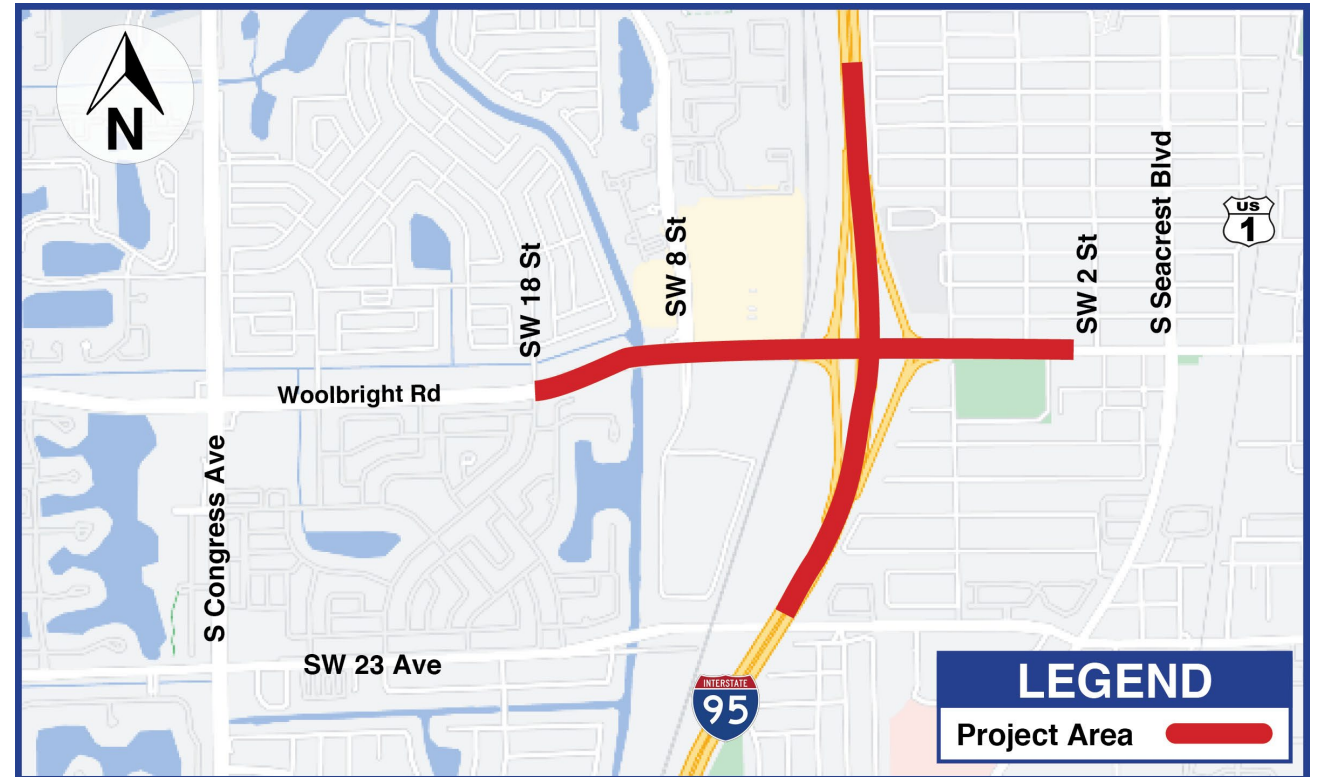 N
S Seacrest Blvd
US
1
SW 8 St
SW 2 St
SW 18 St
Woolbright Rd
S Congress Ave
SW 23 Ave
INTERSTATE
95
LEGEND
Project Area